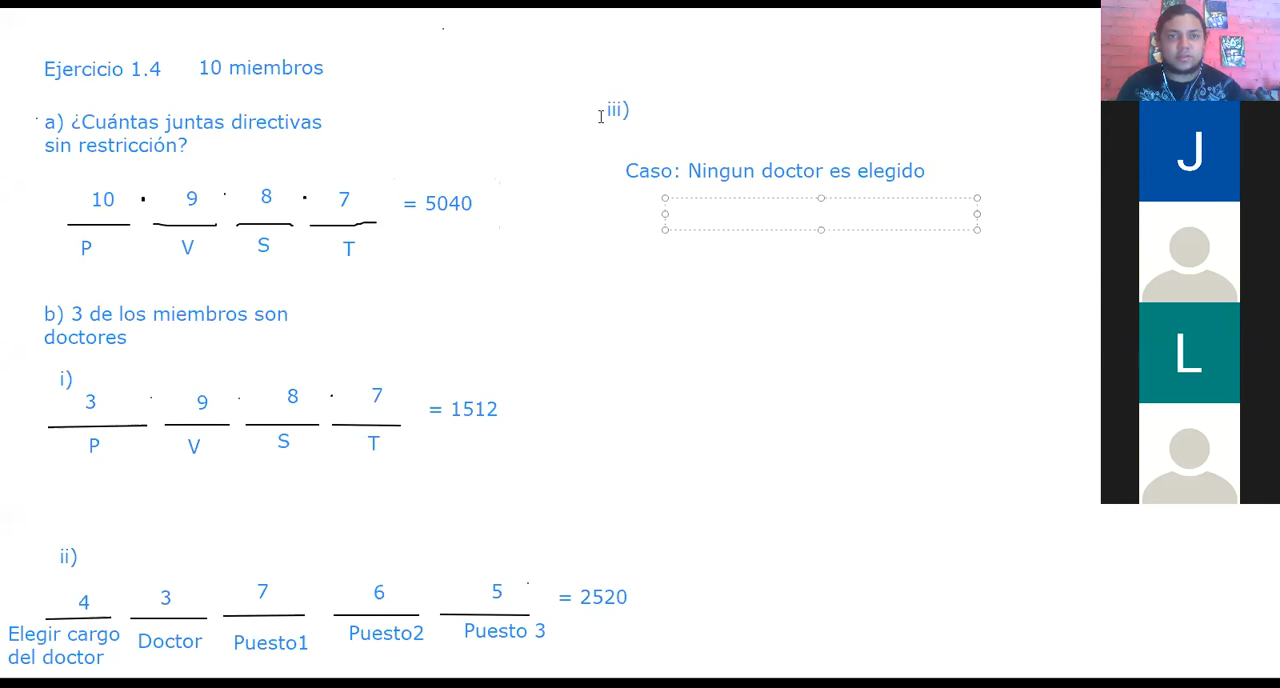 Ejercicio 1.4 10 miembros
a) ¿Cuántas juntas directivas
sin restricción?
10 · 9 · 8 · 7 = 5040
P V S T
b) 3 de los miembros son
doctores
i)
3 · 9 · 8 · 7 = 1512
P V S T
ii)
4 3 7 6 5 = 2520
Elegir cargo
del doctor
Doctor Puesto1 Puesto2 Puesto 3
iii)
Caso: Ningun doctor es elegido
J
L